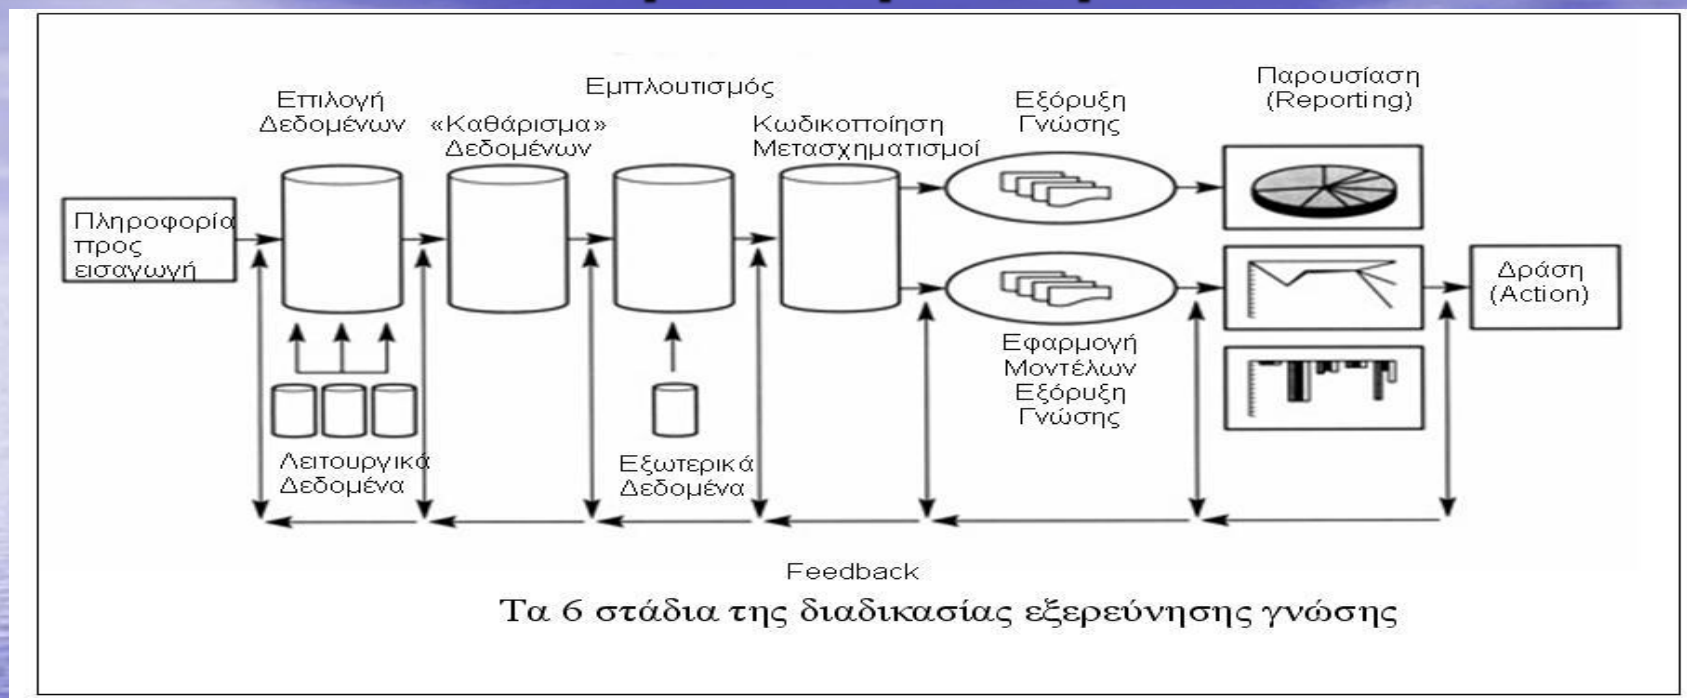 Πληροφορία
προς
εισαγωγή
Επιλογή
Δεδομένων
«Καθάρισμα»
Δεδομένων
Εμπλουτισμός
Κωδικοποίηση
Μετασχηματισμοί
Εξόρυξη
Γνώσης
Παρουσίαση
(Reporting)
Δράση
(Action)
Εφαρμογή
Μοντέλων
Εξόρυξη
Γνώσης
Λειτουργικά
Δεδομένα
Εξωτερικά
Δεδομένα
Feedback
Τα 6 στάδια της διαδικασίας εξερεύνησης γνώσης